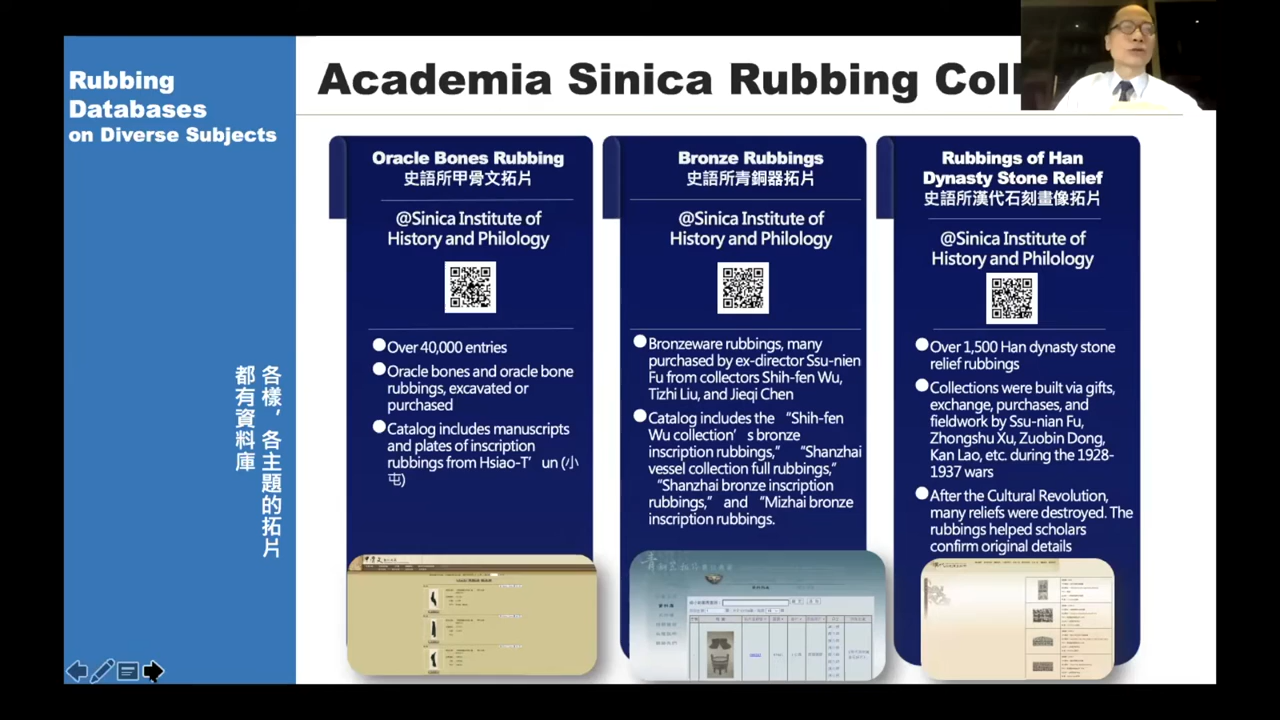 Rubbing
Databases
on Diverse Subjects
各樣，各主題的拓片
都有資料庫
Academia Sinica Rubbing Coll
Oracle Bones Rubbing
史語所甲骨文拓片
@Sinica Institute of
History and Philology
Over 40,000 entries
Oracle bones and oracle bone
rubbings, excavated or
purchased
Catalog includes manuscripts
and plates of inscription
rubbings from Hsiao-T’ un (小
屯)
Bronze Rubbings
史語所青銅器拓片
@Sinica Institute of
History and Philology
Bronzeware rubbings, many
purchased by ex-director Ssu-nien
Fu from collectors Shih-fen Wu,
Tizhi Liu, and Jieqi Chen
Catalog includes the “Shih-fen
Wu collection’ s bronze
inscription rubbings,” “Shanzhai
vessel collection full rubbings,”
“Shanzhai bronze inscription
rubbings,” and “Mizhai bronze
inscription rubbings.
Rubbings of Han
Dynasty Stone Relief
史語所漢代石刻畫像拓片
@Sinica Institute of
History and Philology
Over 1,500 Han dynasty stone
relief rubbings
Collections were built via gifts,
exchange, purchases, and
fieldwork by Ssu-nian Fu,
Zhongshu Xu, Zuobin Dong,
Kan Lao, etc. during the 1928-
1937 wars
After the Cultural Revolution,
many reliefs were destroyed. The
rubbings helped scholars
confirm original details